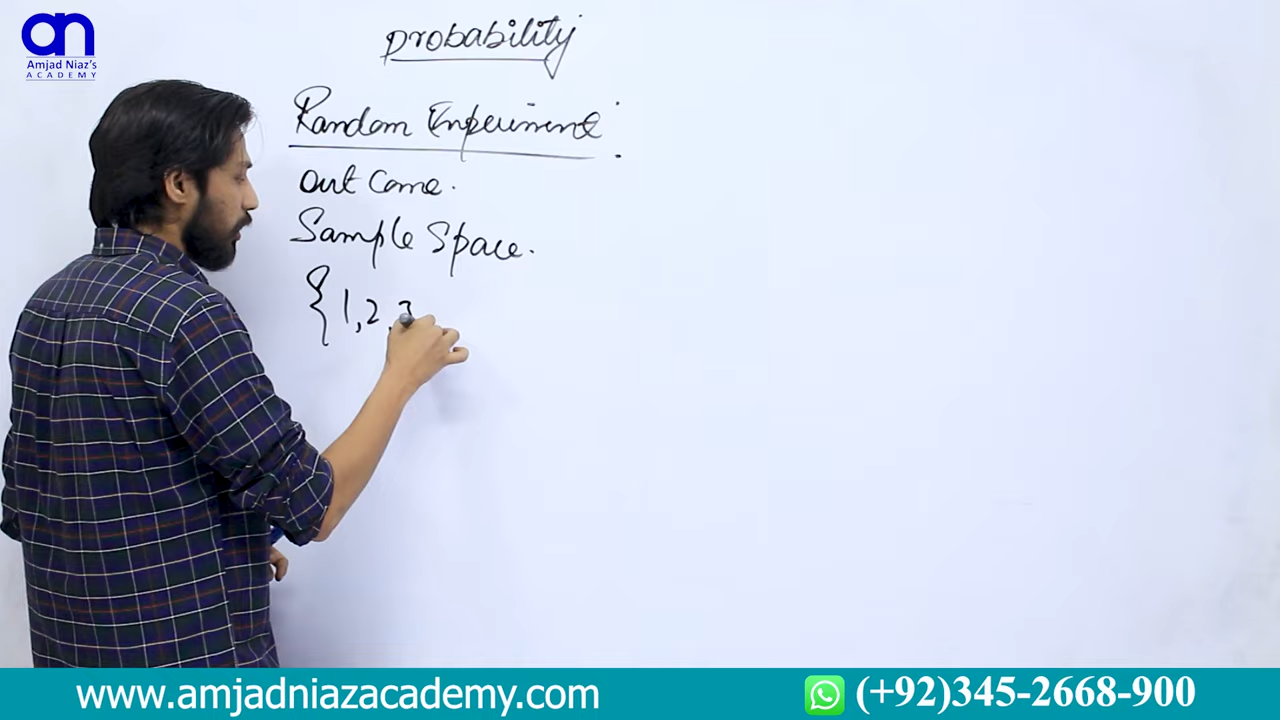 an
Amjad Niaz's
ACADEMY
probability
Random Experiment:
out Come.
Sample Space.
{1,2,3
www.amjadniazacademy.com
(+92)345-2668-900